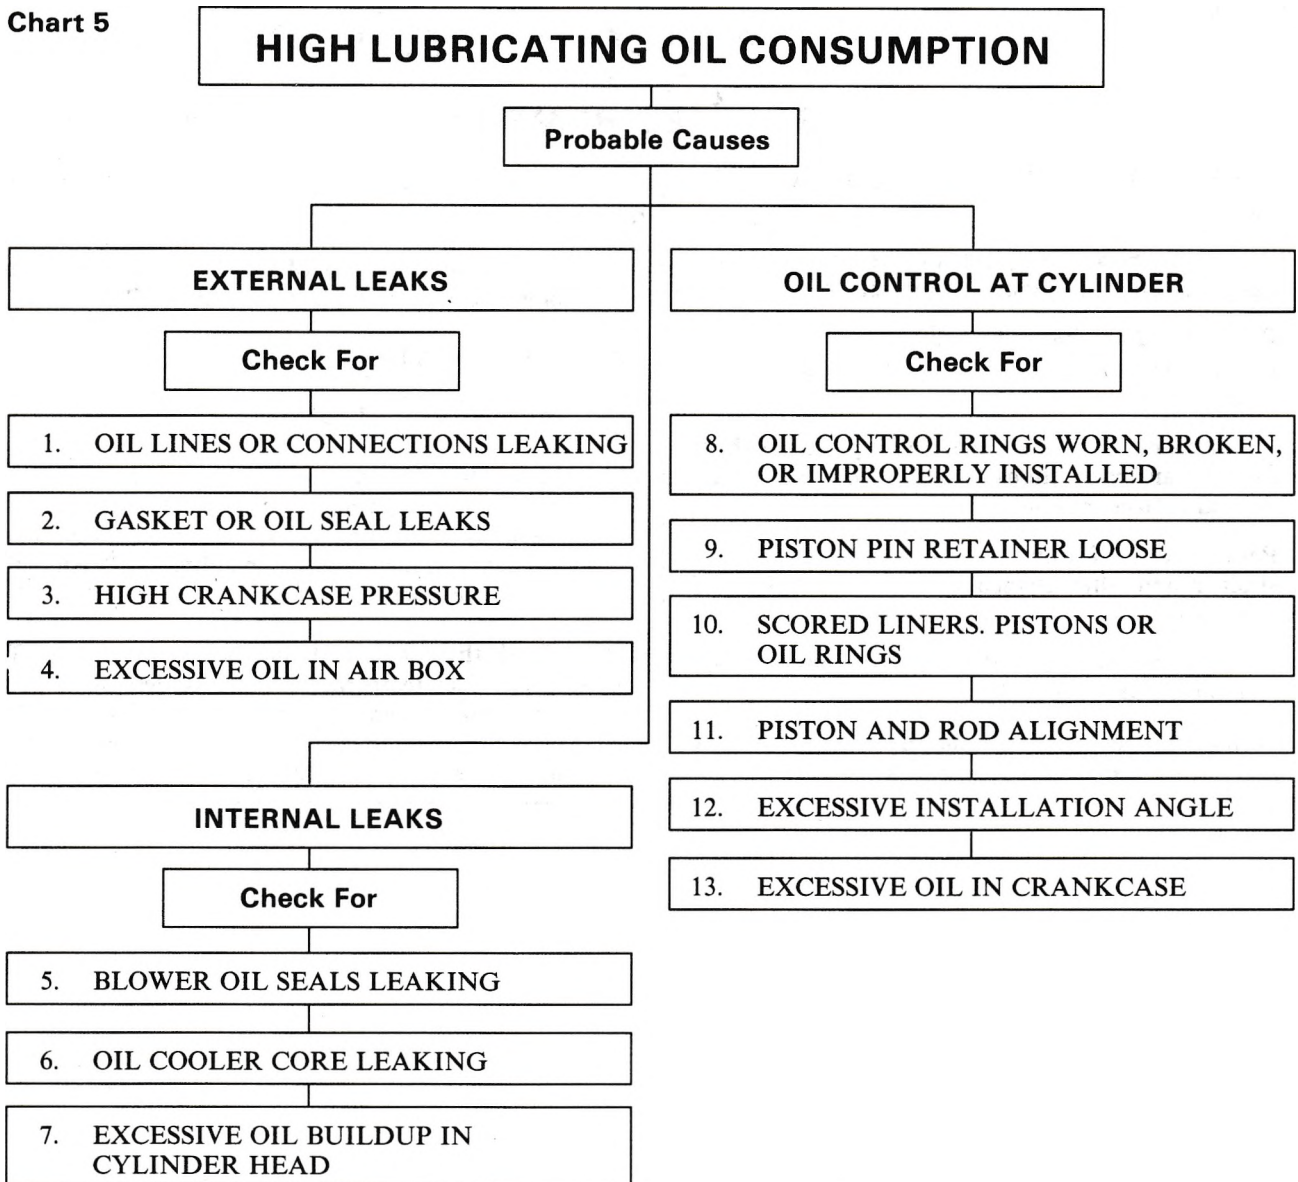 Chart 5
HIGH LUBRICATING OIL CONSUMPTION
Probable Causes
EXTERNAL LEAKS
Check For
1. OIL LINES OR CONNECTIONS LEAKING
2. GASKET OR OIL SEAL LEAKS
3. HIGH CRANKCASE PRESSURE
4. EXCESSIVE OIL IN AIR BOX
INTERNAL LEAKS
Check For
5. BLOWER OIL SEALS LEAKING
6. OIL COOLER CORE LEAKING
7. EXCESSIVE OIL BUILDUP IN
CYLINDER HEAD
OIL CONTROL AT CYLINDER
Check For
8. OIL CONTROL RINGS WORN, BROKEN,
OR IMPROPERLY INSTALLED
9. PISTON PIN RETAINER LOOSE
10. SCORED LINERS. PISTONS OR
OIL RINGS
11. PISTON AND ROD ALIGNMENT
12. EXCESSIVE INSTALLATION ANGLE
13. EXCESSIVE OIL IN CRANKCASE